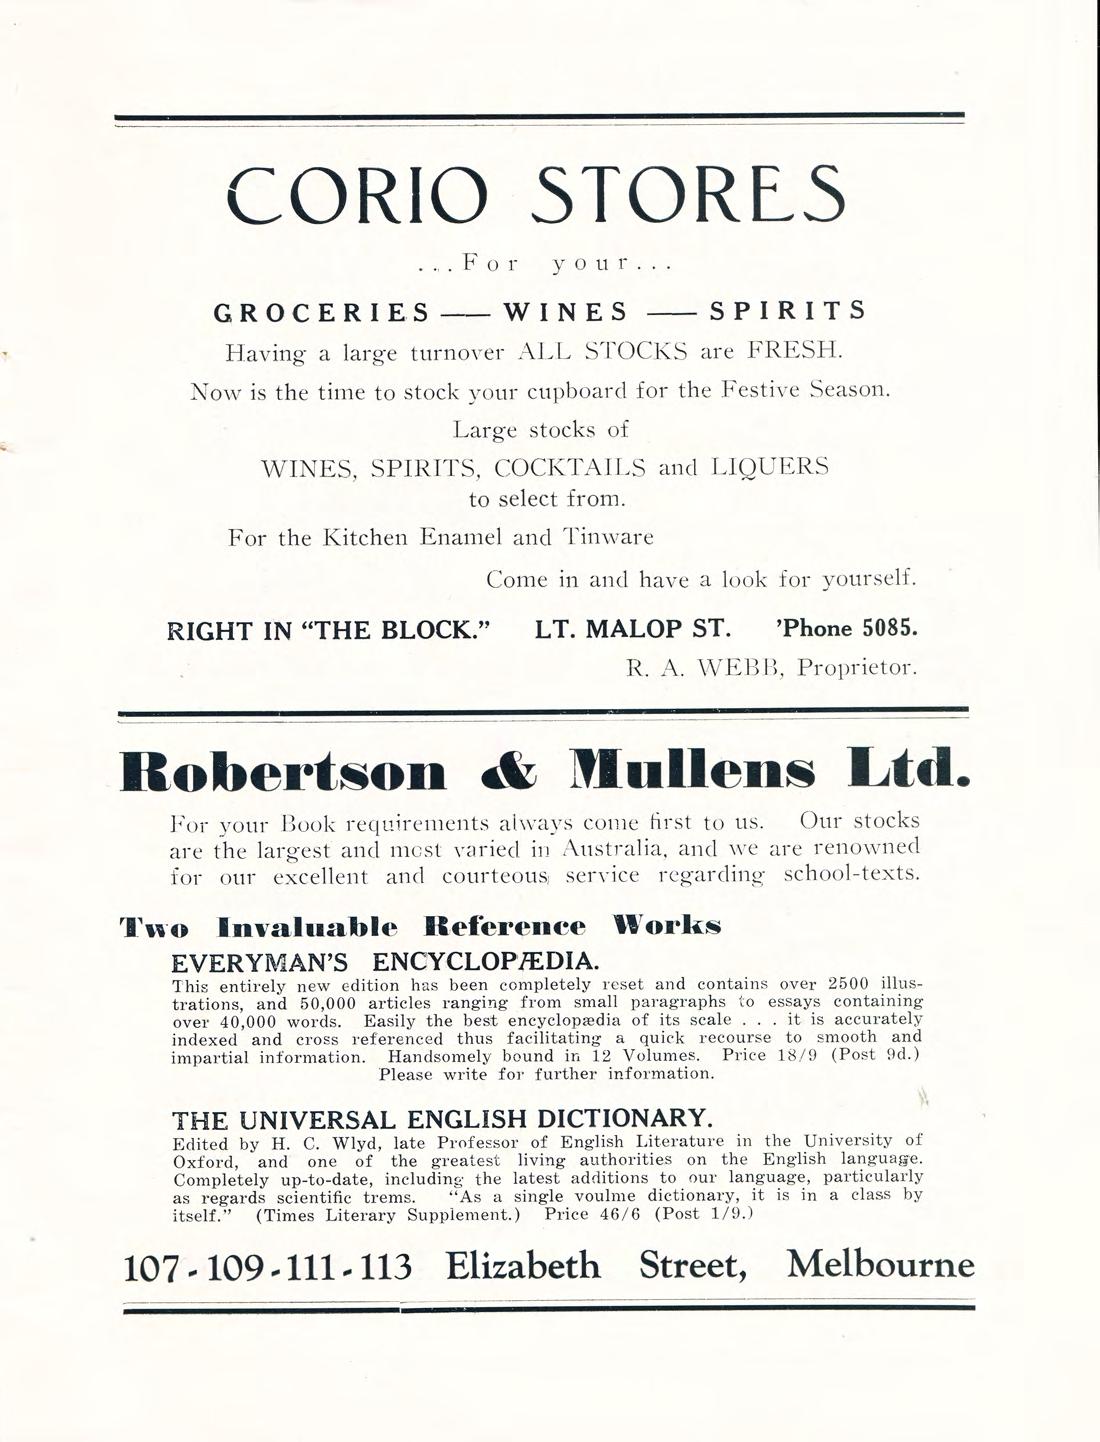 CORIO STORES
...For your...
GROCERIES — WINES — SPIRITS
Having a large turnover ALL STOCKS are FRESH.
Now is the time to stock your cupboard for the Festive Season.
Large stocks of
WINES, SPIRITS, COCKTAILS and LIQUERS
to select from.
For the Kitchen Enamel and Tinware
Come in and have a look for yourself.
RIGHT IN “THE BLOCK.” LT. MALOP ST. ’Phone 5085.
R. A. WEBB, Proprietor.
Robertson & Mullens Ltd.
For your Book requirements always come first to us. Our stocks
are the largest and most varied in Australia, and we are renowned
for our excellent and courteous service regarding school-texts.
Two Invaluable Reference Works
EVERYMAN’S ENCYCLOPÆDIA.
This entirely new edition has been completely reset and contains over 2500 illus-
trations, and 50,000 articles ranging from small paragraphs to essays containing
over 40,000 words. Easily the best encyclopædia of its scale . . . it is accurately
indexed and cross referenced thus facilitating a quick recourse to smooth and
impartial information. Handsomely bound in 12 Volumes. Price 18/9 (Post 9d.)
Please write for further information.
THE UNIVERSAL ENGLISH DICTIONARY.
Edited by H. C. Wlyd, late Professor of English Literature in the University of
Oxford, and one of the greatest living authorities on the English language.
Completely up-to-date, including the latest additions to our language, particularly
as regards scientific trems. “As a single voulme dictionary, it is in a class by
itself.” (Times Literary Supplement.) Price 46/6 (Post 1/9.)
107-109-111-113 Elizabeth Street, Melbourne